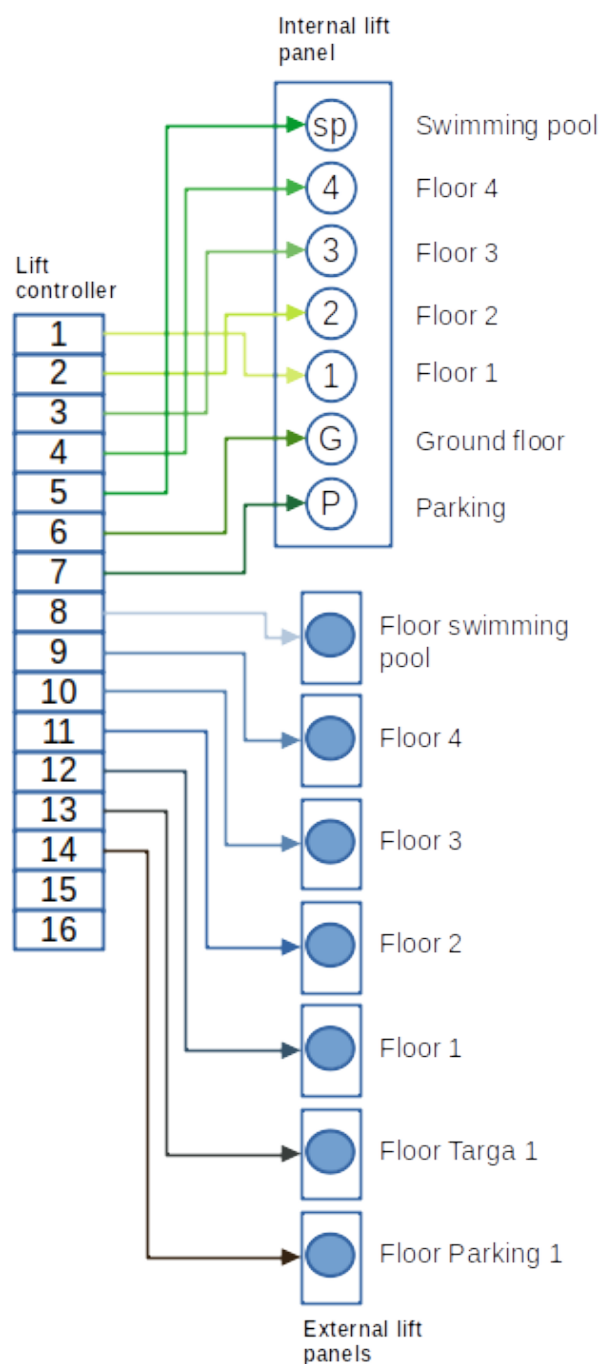 Internal lift
panel
sp
Swimming pool
4
Floor 4
3
Floor 3
2
Floor 2
1
Floor 1
G
Ground floor
P
Parking
Lift
controller
1
2
3
4
5
6
7
8
9
10
11
12
13
14
15
16
Floor swimming
pool
Floor 4
Floor 3
Floor 2
Floor 1
Floor Targa 1
Floor Parking 1
External lift
panels